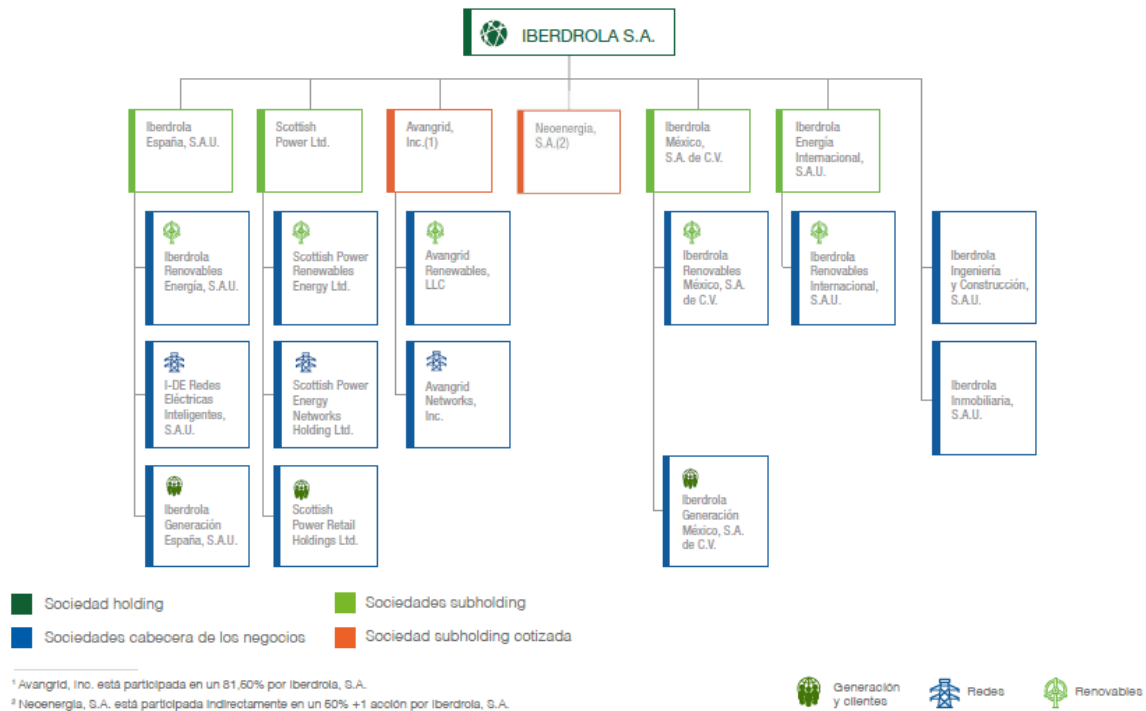 IBERDROLA S.A.
Iberdrola
España, S.A.U.
Scottish
Power Ltd.
Avangrid,
Inc.(1)
Neoenergia,
S.A.(2)
Iberdrola
México,
S.A. de C.V.
Iberdrola
Energía
Internacional,
S.A.U.
Iberdrola
Renovables
Energía, S.A.U.
Scottish Power
Renewables
Energy Ltd.
Avangrid
Renewables,
LLC
Iberdrola
Renovables
México, S.A.
de C.V.
Iberdrola
Renovables
Internacional,
S.A.U.
Iberdrola
Ingeniería
y Construcción,
S.A.U.
I-DE Redes
Eléctricas
Inteligentes,
S.A.U.
Scottish Power
Energy
Networks
Holding Ltd.
Avangrid
Networks,
Inc.
Iberdrola
Inmobiliaria,
S.A.U.
Iberdrola
Generación
España, S.A.U.
Scottish
Power Retail
Holdings Ltd.
Iberdrola
Generación
México, S.A.
de C.V.
Sociedad holding
Sociedades subholding
Sociedades cabecera de los negocios
Sociedad subholding cotizada
¹ Avangrid, Inc. está participada en un 81,50% por Iberdrola, S.A.
² Neoenergia, S.A. está participada indirectamente en un 50% +1 acción por Iberdrola, S.A.
Generación
y clientes
Redes
Renovables